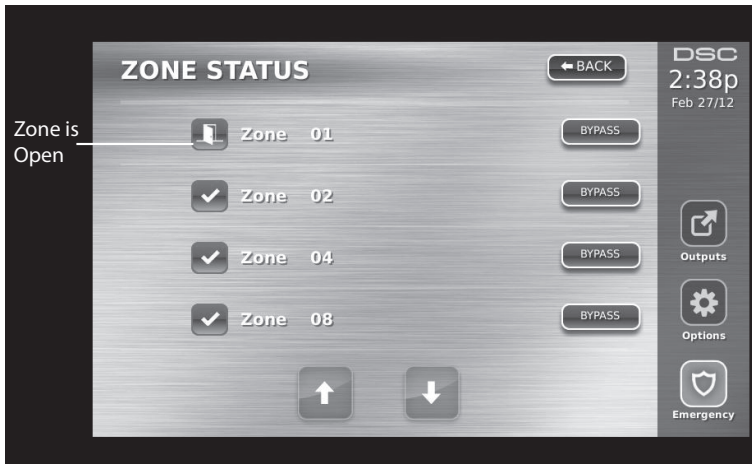 ZONE STATUS
BACK
DSC
2:38p
Feb 27/12
Zone is
Open
Zone 01
BYPASS
Zone 02
BYPASS
Zone 04
BYPASS
Zone 08
BYPASS
Outputs
Options
Emergency